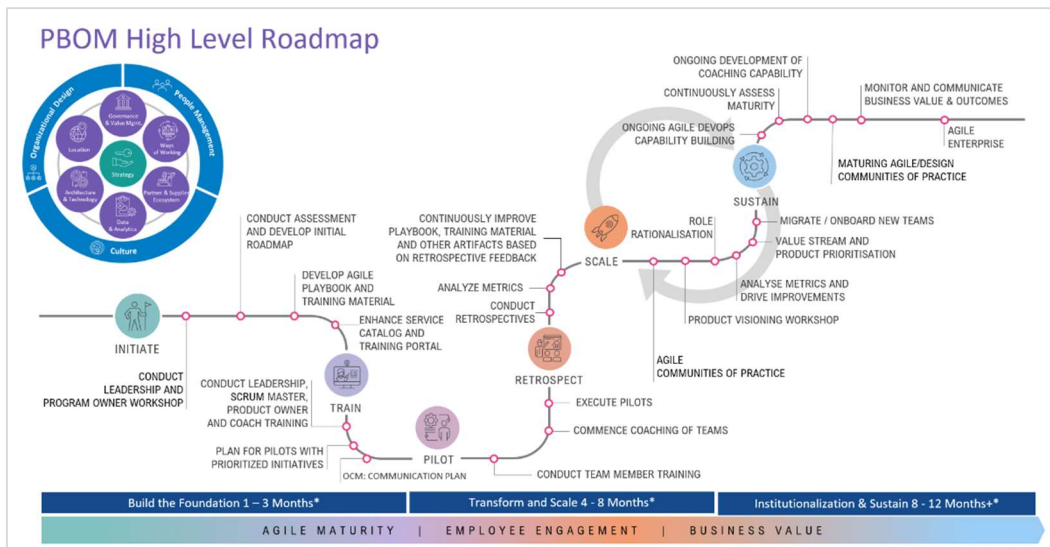 PBOM High Level Roadmap
Organizational Design
People Management
Culture
Governance
& Value Mgmt.
Location
Ways
of Working
Strategy
Architecture
& Technology
Partner & Supplier
Ecosystem
Data
& Analytics
INITIATE
CONDUCT
LEADERSHIP AND
PROGRAM OWNER WORKSHOP
CONDUCT ASSESSMENT
AND DEVELOP INITIAL
ROADMAP
DEVELOP AGILE
PLAYBOOK AND
TRAINING MATERIAL
ENHANCE SERVICE
CATALOG AND
TRAINING PORTAL
TRAIN
CONDUCT LEADERSHIP,
SCRUM MASTER,
PRODUCT OWNER
AND COACH TRAINING
PLAN FOR PILOTS WITH
PRIORITIZED INITIATIVES
OCM: COMMUNICATION PLAN
PILOT
CONDUCT TEAM MEMBER TRAINING
COMMENCE COACHING OF TEAMS
EXECUTE PILOTS
RETROSPECT
CONDUCT
RETROSPECTIVES
ANALYZE METRICS
CONTINUOUSLY IMPROVE
PLAYBOOK, TRAINING MATERIAL
AND OTHER ARTIFACTS BASED
ON RETROSPECTIVE FEEDBACK
SCALE
AGILE
COMMUNITIES OF PRACTICE
PRODUCT VISIONING WORKSHOP
ROLE
RATIONALISATION
ANALYSE METRICS AND
DRIVE IMPROVEMENTS
VALUE STREAM AND
PRODUCT PRIORITISATION
MIGRATE / ONBOARD NEW TEAMS
SUSTAIN
ONGOING AGILE DEVOPS
CAPABILITY BUILDING
CONTINUOUSLY ASSESS
MATURITY
ONGOING DEVELOPMENT OF
COACHING CAPABILITY
MATURING AGILE/DESIGN
COMMUNITIES OF PRACTICE
MONITOR AND COMMUNICATE
BUSINESS VALUE & OUTCOMES
AGILE
ENTERPRISE
Build the Foundation 1 – 3 Months*
Transform and Scale 4 - 8 Months*
Institutionalization & Sustain 8 - 12 Months+*
AGILE MATURITY | EMPLOYEE ENGAGEMENT | BUSINESS VALUE